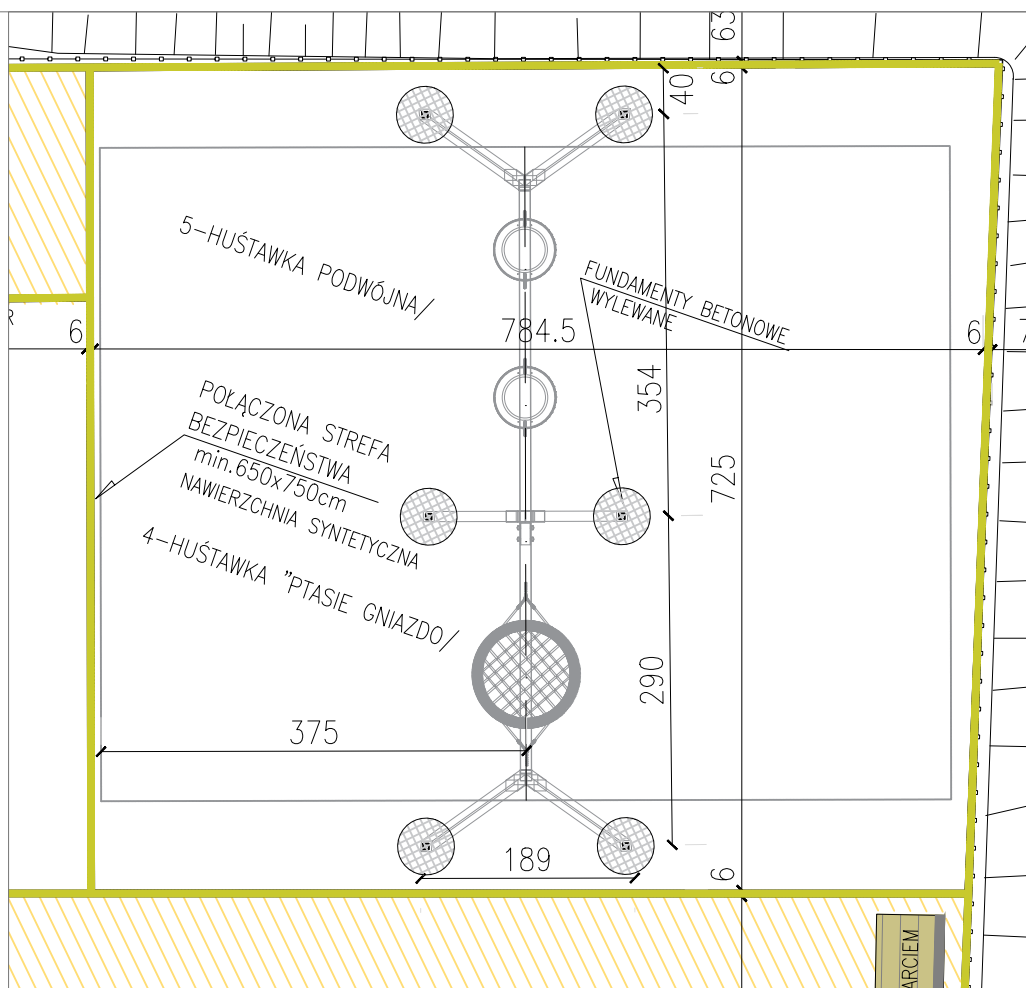 63
6
40
5-HUŚTAWKA PODWÓJNA/
FUNDAMENTY BETONOWE
WYLEWANE
R
6
784.5
6
354
725
POŁĄCZONA STREFA
BEZPIECZEŃSTWA
min.650x750cm
NAWIERZCHNIA SYNTETYCZNA
4-HUŚTAWKA "PTASIE GNIAZDO/
290
375
189
6
ARCIEM